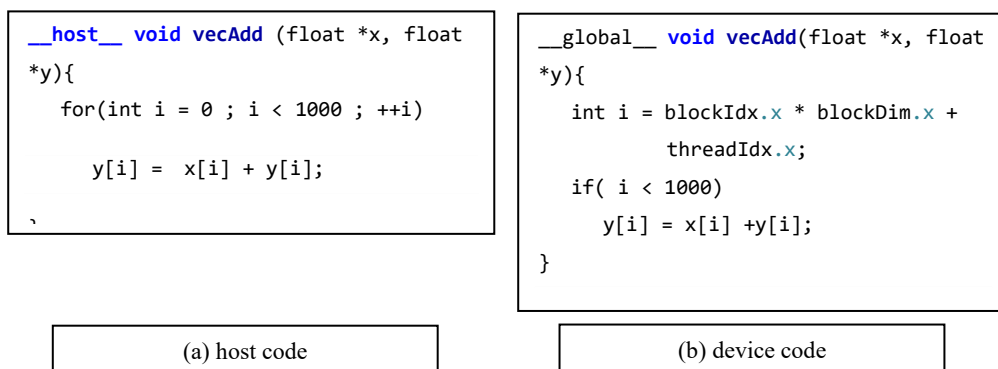 __host__ void vecAdd (float *x, float
*y){
for(int i = 0 ; i < 1000 ; ++i)
y[i] = x[i] + y[i];
(a) host code
__global__ void vecAdd(float *x, float
*y){
int i = blockIdx.x * blockDim.x +
threadIdx.x;
if( i < 1000)
y[i] = x[i] +y[i];
}
(b) device code